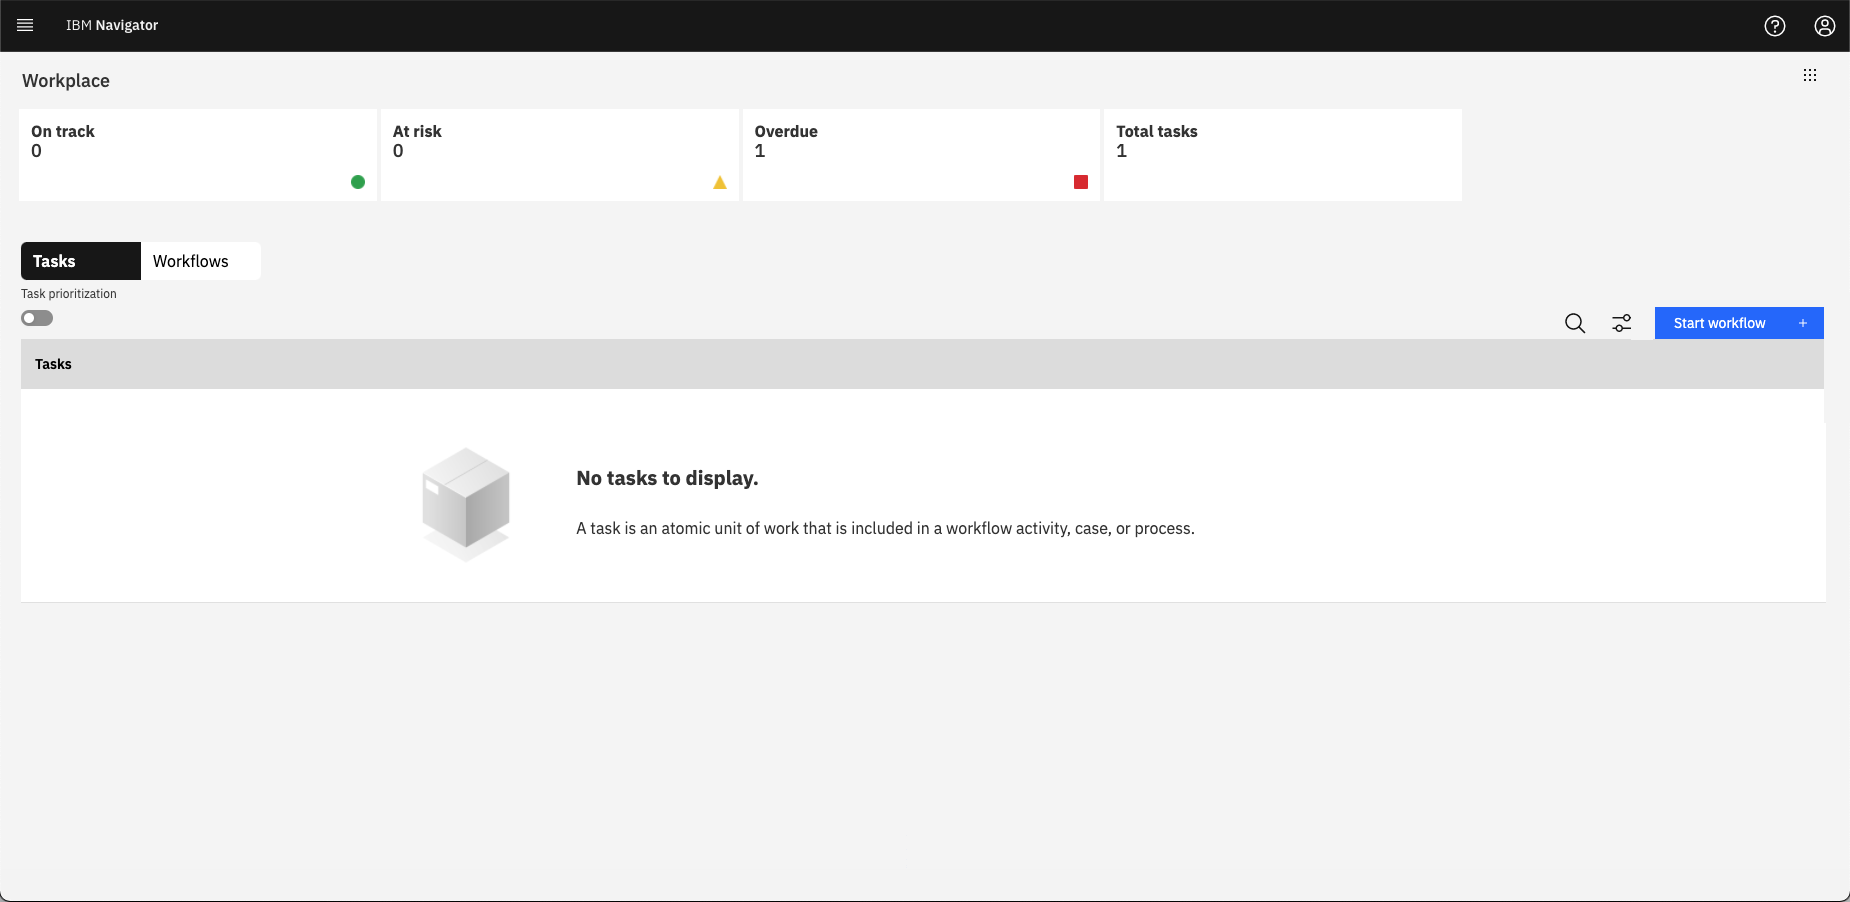 IBM Navigator
Workplace
On track
0
At risk
0
Overdue
1
Total tasks
1
Tasks
Workflows
Task prioritization
Start workflow +
Tasks
No tasks to display.
A task is an atomic unit of work that is included in a workflow activity, case, or process.